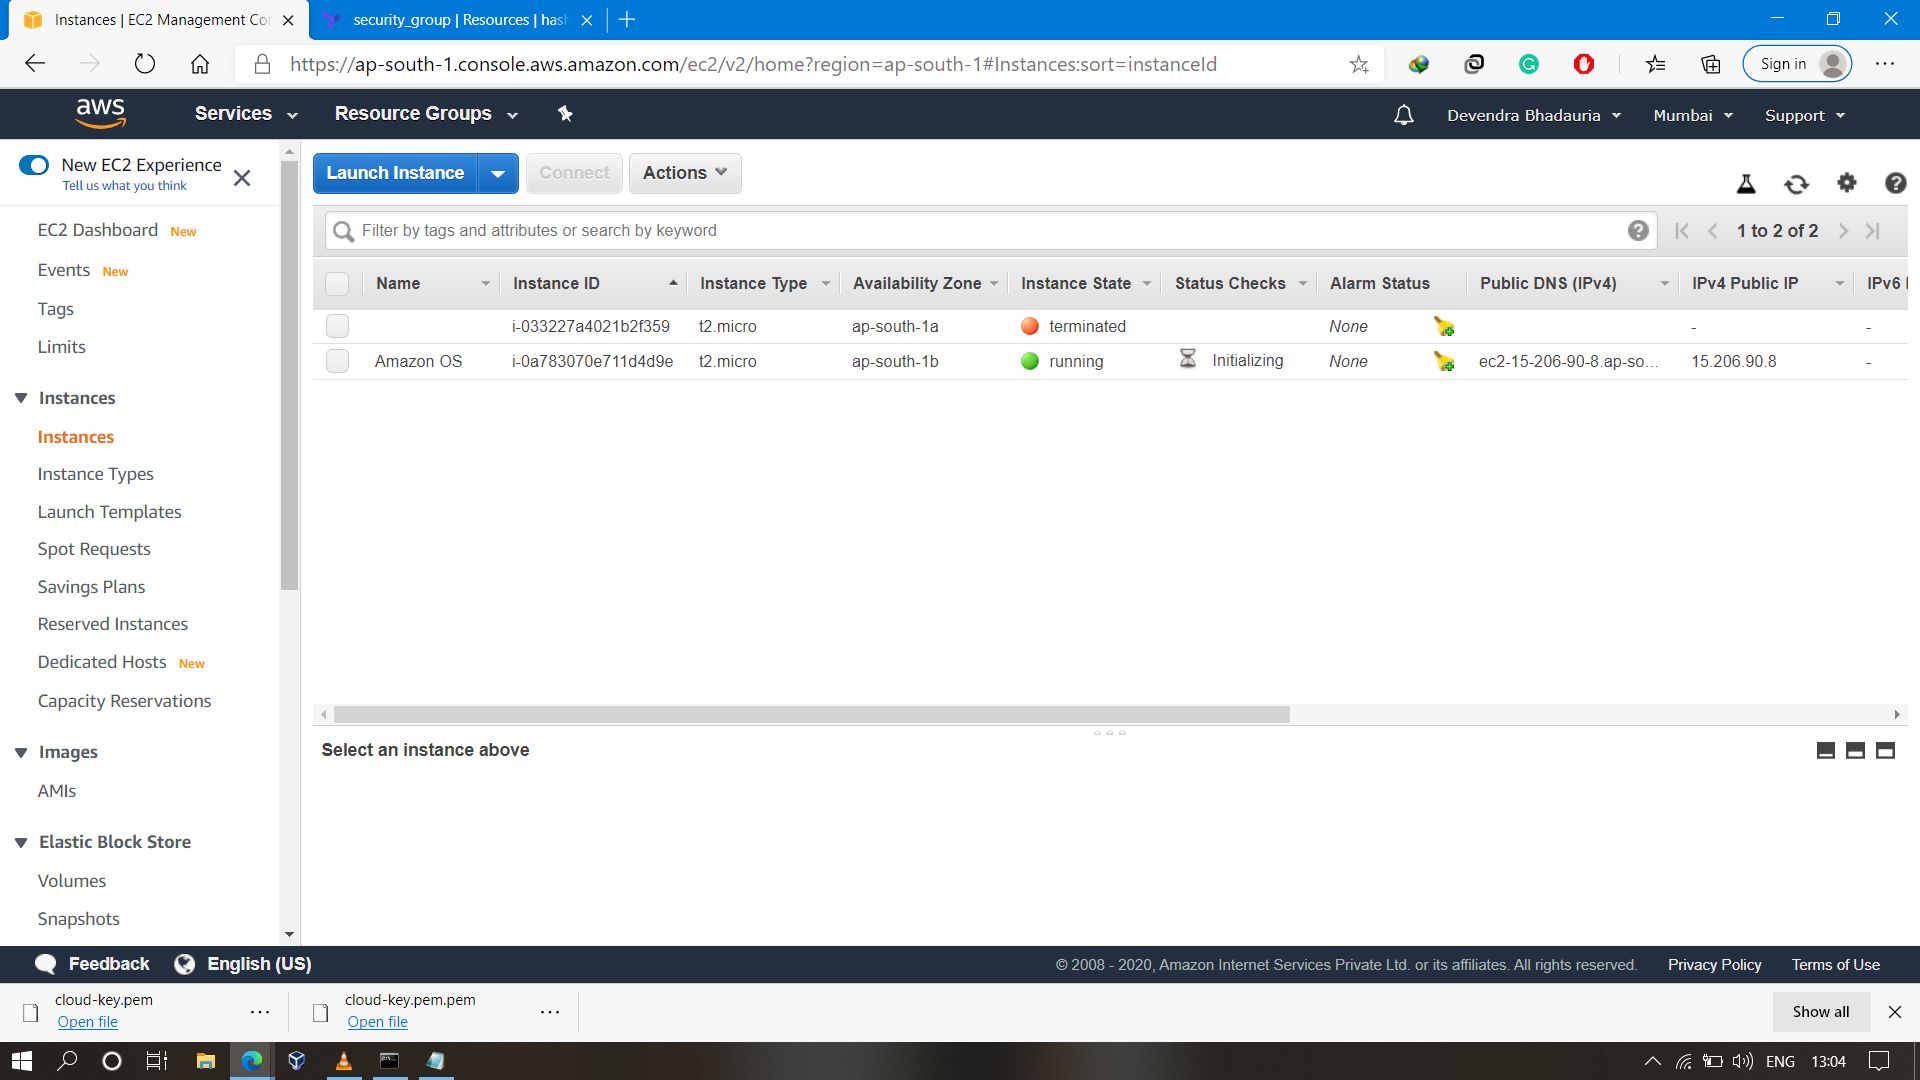 Instances | EC2 Management Co
security_group | Resources | hash
https://ap-south-1.console.aws.amazon.com/ec2/v2/home?region=ap-south-1#Instances:sort=instanceId
Sign in
aws
Services
Resource Groups
Devendra Bhadauria
Mumbai
Support
New EC2 Experience
Tell us what you think
EC2 Dashboard New
Events New
Tags
Limits
Instances
Instances
Instance Types
Launch Templates
Spot Requests
Savings Plans
Reserved Instances
Dedicated Hosts New
Capacity Reservations
Images
AMIs
Elastic Block Store
Volumes
Snapshots
Launch Instance
Connect
Actions
Filter by tags and attributes or search by keyword
1 to 2 of 2
Name Instance ID Instance Type Availability Zone Instance State Status Checks Alarm Status Public DNS (IPv4) IPv4 Public IP IPv6
i-033227a4021b2f359 t2.micro ap-south-1a terminated None - -
Amazon OS i-0a783070e711d4d9e t2.micro ap-south-1b running Initializing None ec2-15-206-90-8.ap-so... 15.206.90.8 -
Select an instance above
Feedback
English (US)
© 2008 - 2020, Amazon Internet Services Private Ltd. or its affiliates. All rights reserved.
Privacy Policy
Terms of Use
cloud-key.pem
Open file
cloud-key.pem.pem
Open file
Show all
ENG
13:04